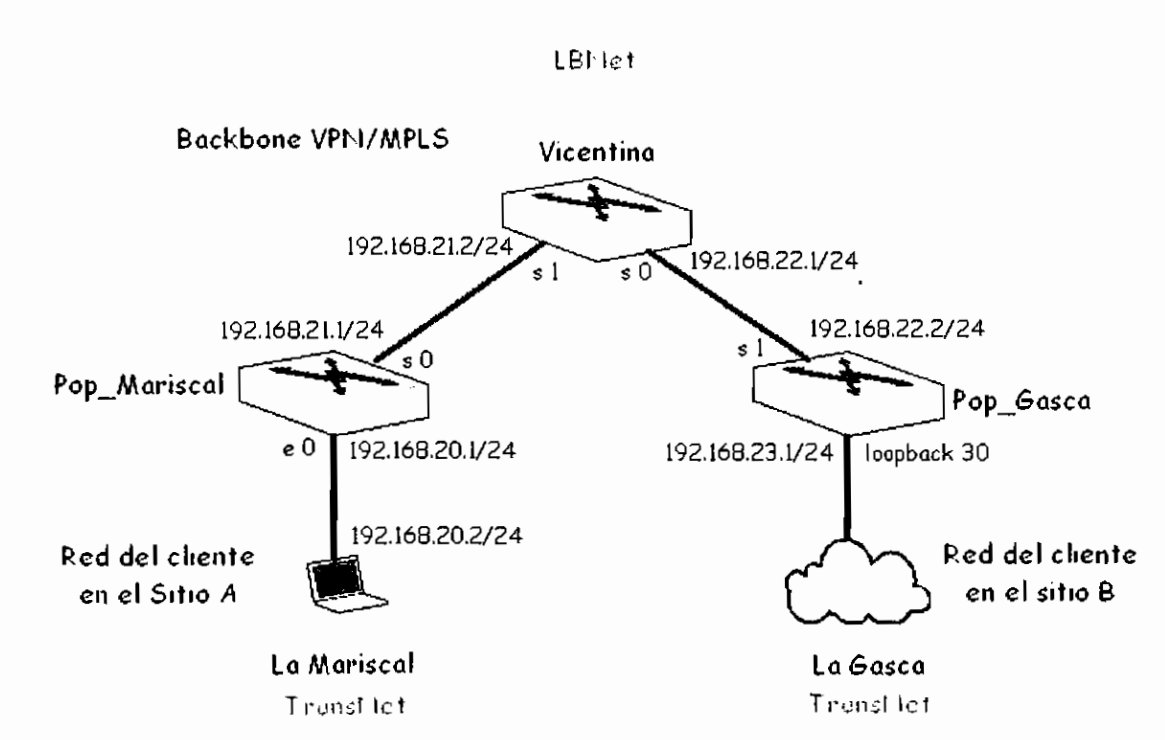 Backbone VPN/MPLS
Vicentina
192.168.21.2/24
192.168.22.1/24
s 1
s 0
192.168.21.1/24
192.168.22.2/24
s 0
s 1
Pop_Mariscal
Pop_Gasca
e 0
192.168.20.1/24
192.168.23.1/24
loopback 30
192.168.20.2/24
Red del cliente
en el Sitio A
Red del cliente
en el sitio B
La Mariscal
La Gasca